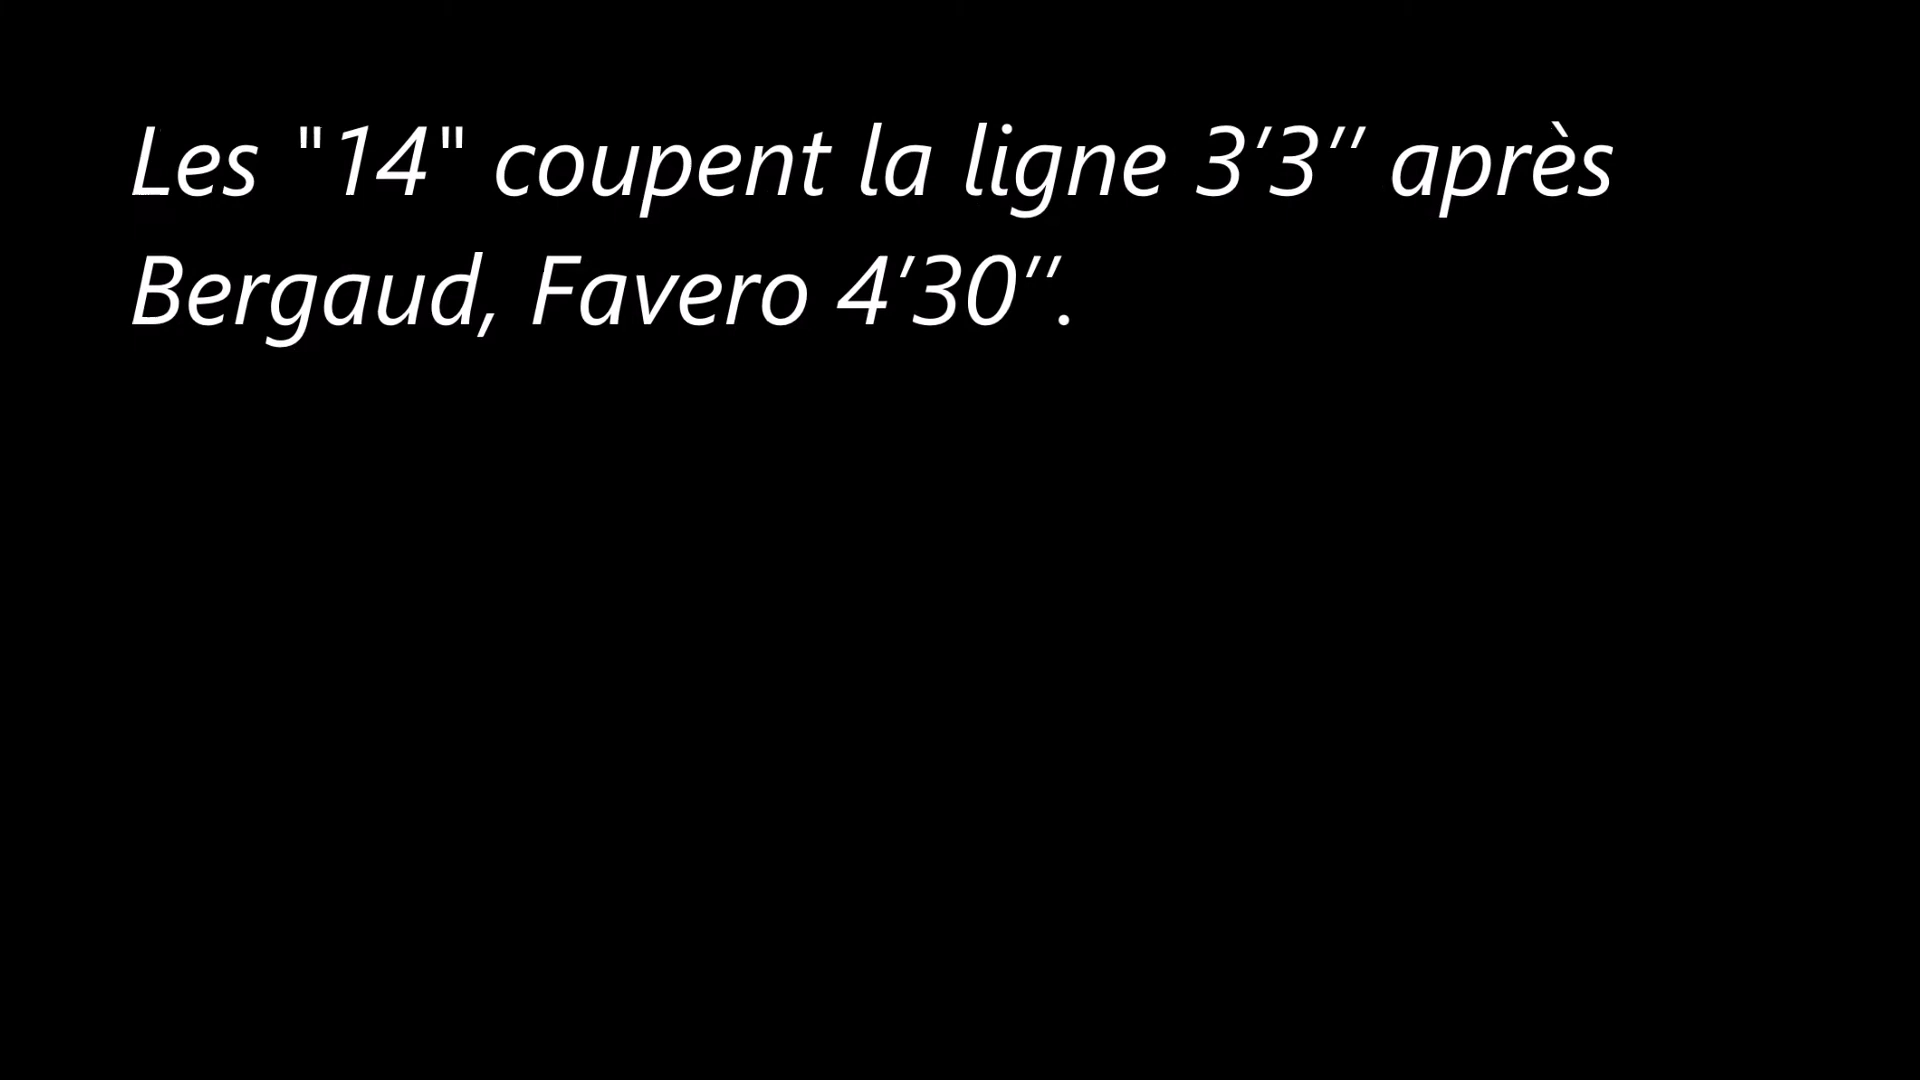 Les "14" coupent la ligne 3’3’’ après
Bergaud, Favero 4’30’’.